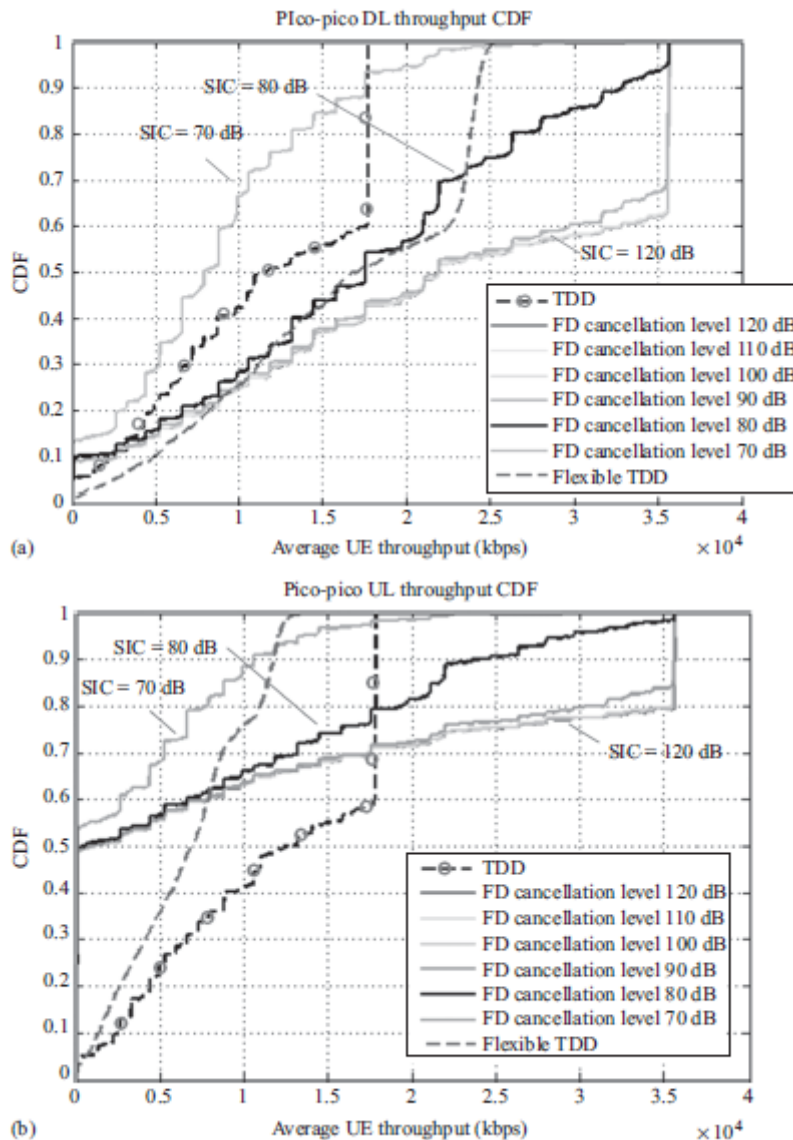 PIco-pico DL throughput CDF
1
0.9
0.8
0.7
0.6
0.5
0.4
0.3
0.2
0.1
0
CDF
SIC = 80 dB
SIC = 70 dB
SIC = 120 dB
TDD
FD cancellation level 120 dB
FD cancellation level 110 dB
FD cancellation level 100 dB
FD cancellation level 90 dB
FD cancellation level 80 dB
FD cancellation level 70 dB
Flexible TDD
0 0.5 1 1.5 2 2.5 3 3.5 4
(a) Average UE throughput (kbps) ×10⁴
Pico-pico UL throughput CDF
1
0.9
0.8
0.7
0.6
0.5
0.4
0.3
0.2
0.1
0
CDF
SIC = 80 dB
SIC = 70 dB
SIC = 120 dB
TDD
FD cancellation level 120 dB
FD cancellation level 110 dB
FD cancellation level 100 dB
FD cancellation level 90 dB
FD cancellation level 80 dB
FD cancellation level 70 dB
Flexible TDD
0 0.5 1 1.5 2 2.5 3 3.5 4
(b) Average UE throughput (kbps) ×10⁴